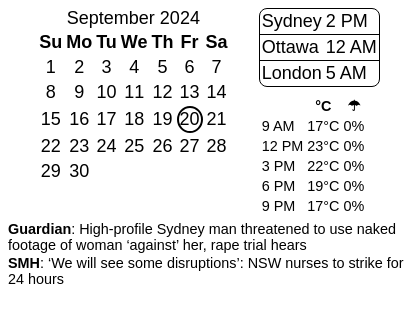 September 2024
Su Mo Tu We Th Fr Sa
1 2 3 4 5 6 7
8 9 10 11 12 13 14
15 16 17 18 19 20 21
22 23 24 25 26 27 28
29 30
Sydney 2 PM
Ottawa 12 AM
London 5 AM
°C ☂
9 AM 17°C 0%
12 PM 23°C 0%
3 PM 22°C 0%
6 PM 19°C 0%
9 PM 17°C 0%
Guardian: High-profile Sydney man threatened to use naked
footage of woman ‘against’ her, rape trial hears
SMH: ‘We will see some disruptions’: NSW nurses to strike for
24 hours